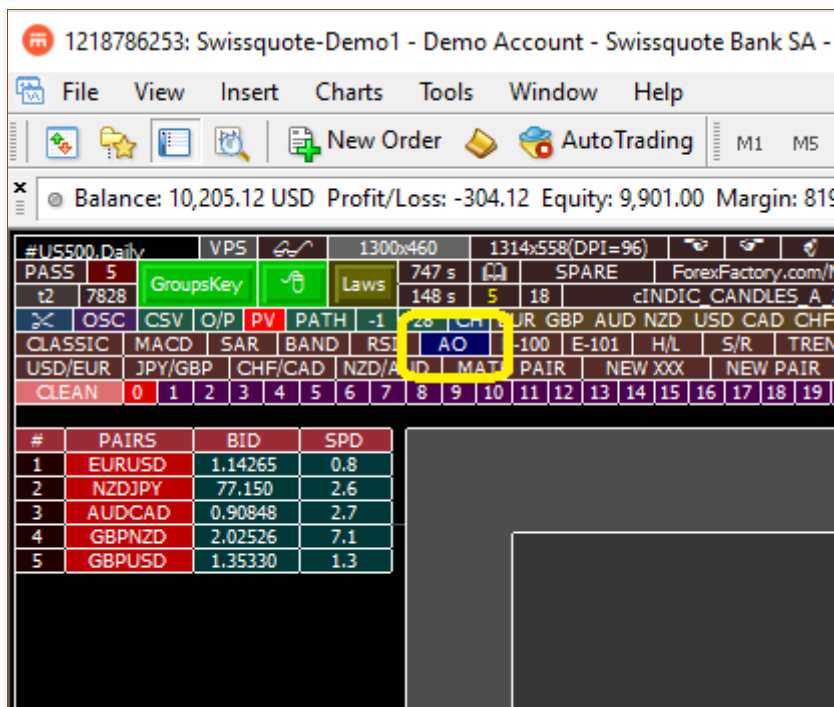 1218786253: Swissquote-Demo1 - Demo Account - Swissquote Bank SA -
File View Insert Charts Tools Window Help
New Order AutoTrading M1 M5
Balance: 10,205.12 USD Profit/Loss: -304.12 Equity: 9,901.00 Margin: 819
#US500,Daily VPS 1300x460 1314x558(DPI=96)
PASS 5 GroupsKey Laws 747 s SPARE ForexFactory.com/
t2 7828 148 s 5 18 cINDIC_CANDLES_A_
OSC CSV O/P PV PATH -1 28 CH EUR GBP AUD NZD USD CAD CHF
CLASSIC MACD SAR BAND RSI AO -100 E-101 H/L S/R TREN
USD/EUR JPY/GBP CHF/CAD NZD/AUD MATH PAIR NEW XXX NEW PAIR
CLEAN 0 1 2 3 4 5 6 7 8 9 10 11 12 13 14 15 16 17 18 19
# PAIRS BID SPD
1 EURUSD 1.14265 0.8
2 NZDJPY 77.150 2.6
3 AUDCAD 0.90848 2.7
4 GBPNZD 2.02526 7.1
5 GBPUSD 1.35330 1.3